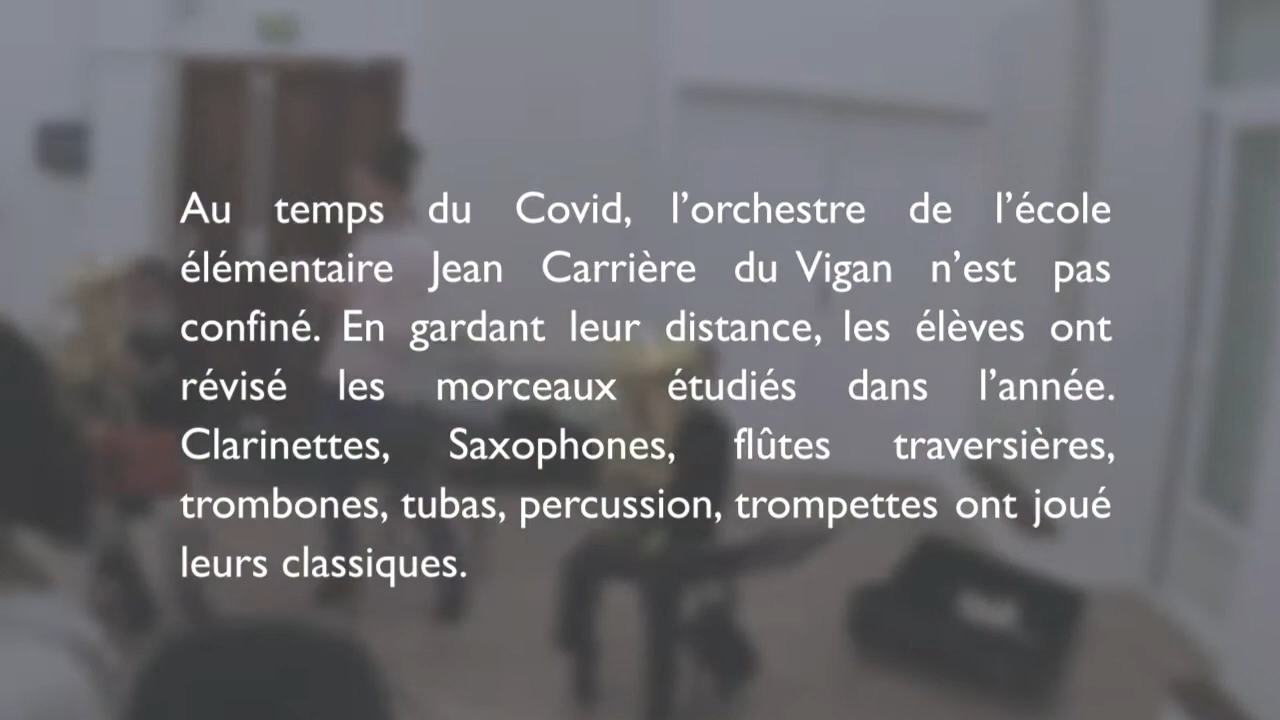 Au temps du Covid, l’orchestre de l’école
élémentaire Jean Carrière du Vigan n’est pas
confiné. En gardant leur distance, les élèves ont
révisé les morceaux étudiés dans l’année.
Clarinettes, Saxophones, flûtes traversières,
trombones, tubas, percussion, trompettes ont joué
leurs classiques.